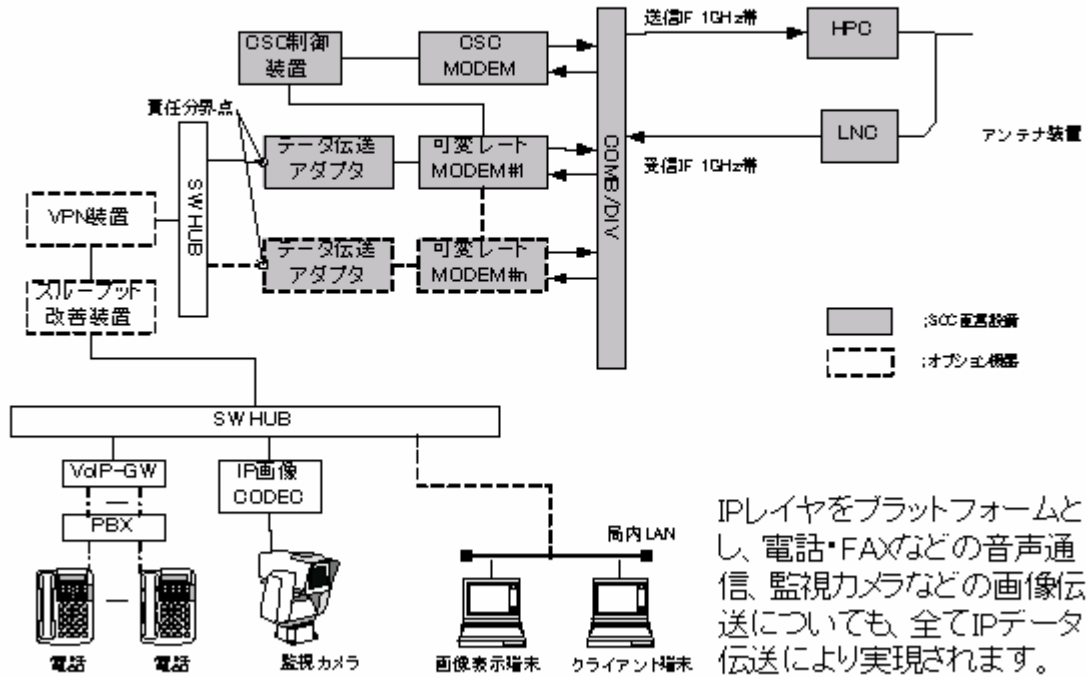 送信IF 1GHz帯
HPC
CSC制御
装置
CSC
MODEM
責任分界点
LNC
アンテナ装置
データ伝送
アダプタ
可変レート
MODEM#1
受信IF 1GHz帯
COMB/DIV
SW HUB
VPN装置
データ伝送
アダプタ
可変レート
MODEM#n
スループット
改善装置
;SCC直営設備
;オプション機器
SW HUB
VoIP-GW
IP画像
CODEC
PBX
局内LAN
電話
電話
監視カメラ
画像表示端末
クライアント端末
IPレイヤをプラットフォームと
し、電話・FAXなどの音声通
信、監視カメラなどの画像伝
送についても、全てIPデータ
伝送により実現されます。